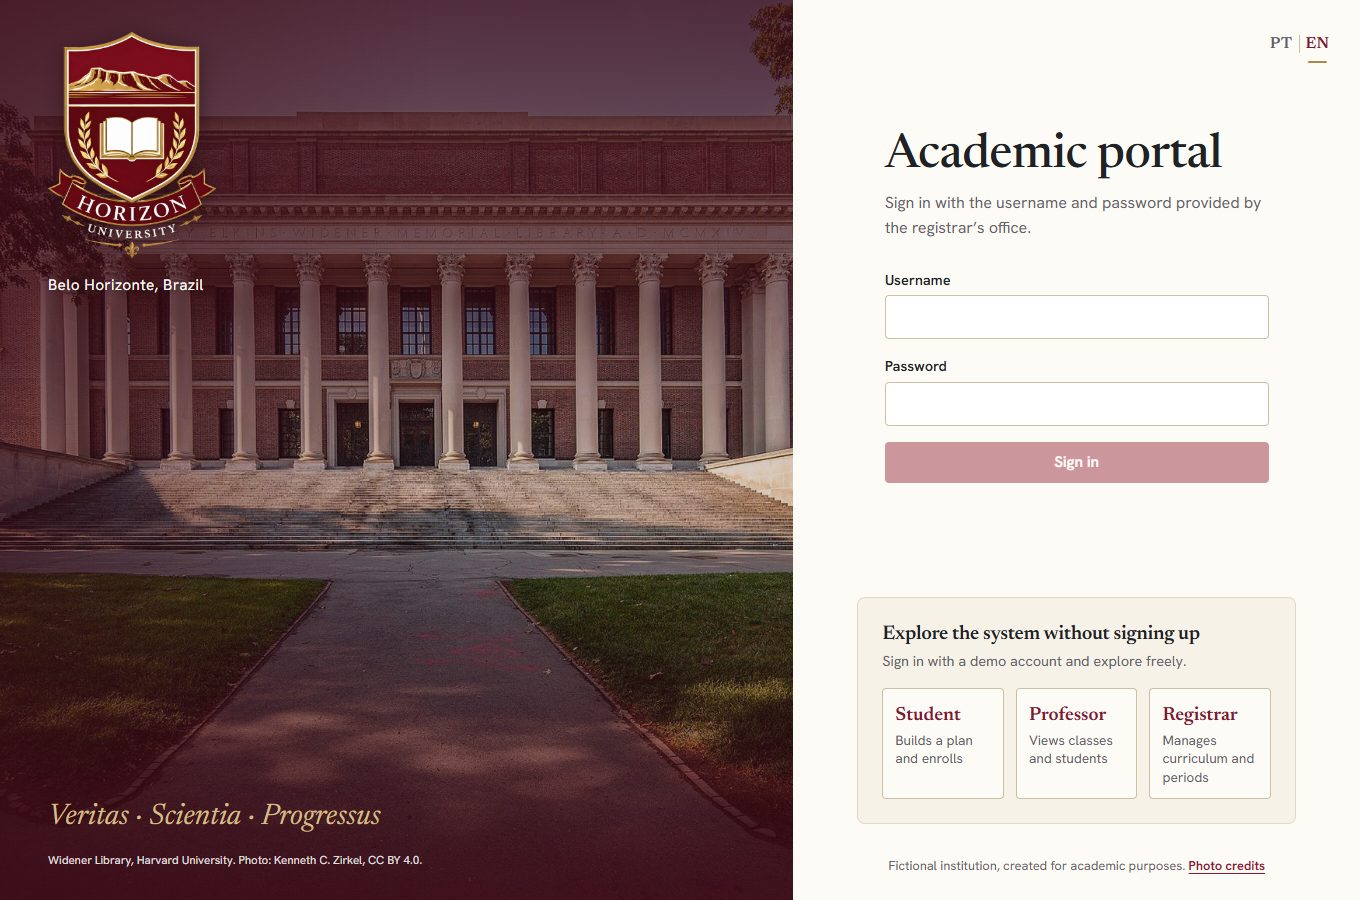 HORIZON
UNIVERSITY
Belo Horizonte, Brazil
Veritas · Scientia · Progressus
Widener Library, Harvard University. Photo: Kenneth C. Zirkel, CC BY 4.0.
PT | EN
Academic portal
Sign in with the username and password provided by
the registrar’s office.
Username
Password
Sign in
Explore the system without signing up
Sign in with a demo account and explore freely.
Student
Builds a plan
and enrolls
Professor
Views classes
and students
Registrar
Manages
curriculum and
periods
Fictional institution, created for academic purposes. Photo credits